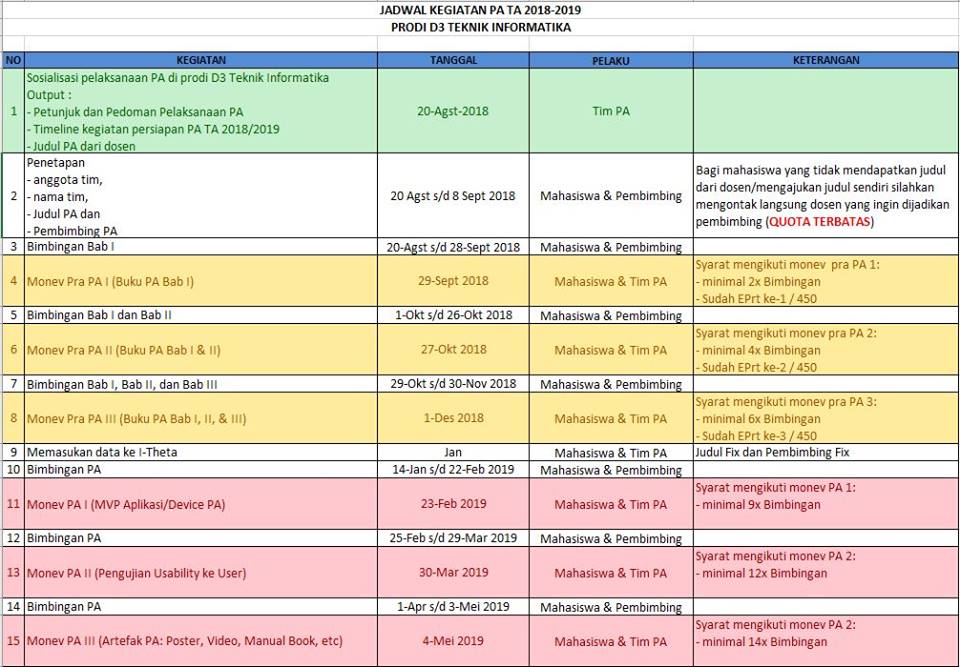 JADWAL KEGIATAN PA TA 2018-2019
PRODI D3 TEKNIK INFORMATIKA
NO KEGIATAN TANGGAL PELAKU KETERANGAN
1 Sosialisasi pelaksanaan PA di prodi D3 Teknik Informatika
Output :
- Petunjuk dan Pedoman Pelaksanaan PA
- Timeline kegiatan persiapan PA TA 2018/2019
- Judul PA dari dosen
20-Agst-2018 Tim PA
2 Penetapan
- anggota tim,
- nama tim,
- Judul PA dan
- Pembimbing PA
20 Agst s/d 8 Sept 2018 Mahasiswa & Pembimbing
Bagi mahasiswa yang tidak mendapatkan judul
dari dosen/mengajukan judul sendiri silahkan
mengontak langsung dosen yang ingin dijadikan
pembimbing (QUOTA TERBATAS)
3 Bimbingan Bab I 20-Agst s/d 28-Sept 2018 Mahasiswa & Pembimbing
4 Monev Pra PA I (Buku PA Bab I) 29-Sept 2018 Mahasiswa & Tim PA
Syarat mengikuti monev pra PA 1:
- minimal 2x Bimbingan
- Sudah EPrt ke-1 / 450
5 Bimbingan Bab I dan Bab II 1-Okt s/d 26-Okt 2018 Mahasiswa & Pembimbing
6 Monev Pra PA II (Buku PA Bab I & II) 27-Okt 2018 Mahasiswa & Tim PA
Syarat mengikuti monev pra PA 2:
- minimal 4x Bimbingan
- Sudah EPrt ke-2 / 450
7 Bimbingan Bab I, Bab II, dan Bab III 29-Okt s/d 30-Nov 2018 Mahasiswa & Pembimbing
8 Monev Pra PA III (Buku PA Bab I, II, & III) 1-Des 2018 Mahasiswa & Tim PA
Syarat mengikuti monev pra PA 3:
- minimal 6x Bimbingan
- Sudah EPrt ke-3 / 450
9 Memasukan data ke I-Theta Jan Mahasiswa & Tim PA Judul Fix dan Pembimbing Fix
10 Bimbingan PA 14-Jan s/d 22-Feb 2019 Mahasiswa & Pembimbing
11 Monev PA I (MVP Aplikasi/Device PA) 23-Feb 2019 Mahasiswa & Tim PA
Syarat mengikuti monev PA 1:
- minimal 9x Bimbingan
12 Bimbingan PA 25-Feb s/d 29-Mar 2019 Mahasiswa & Pembimbing
13 Monev PA II (Pengujian Usability ke User) 30-Mar 2019 Mahasiswa & Tim PA
Syarat mengikuti monev PA 2:
- minimal 12x Bimbingan
14 Bimbingan PA 1-Apr s/d 3-Mei 2019 Mahasiswa & Pembimbing
15 Monev PA III (Artefak PA: Poster, Video, Manual Book, etc) 4-Mei 2019 Mahasiswa & Tim PA
Syarat mengikuti monev PA 2:
- minimal 14x Bimbingan